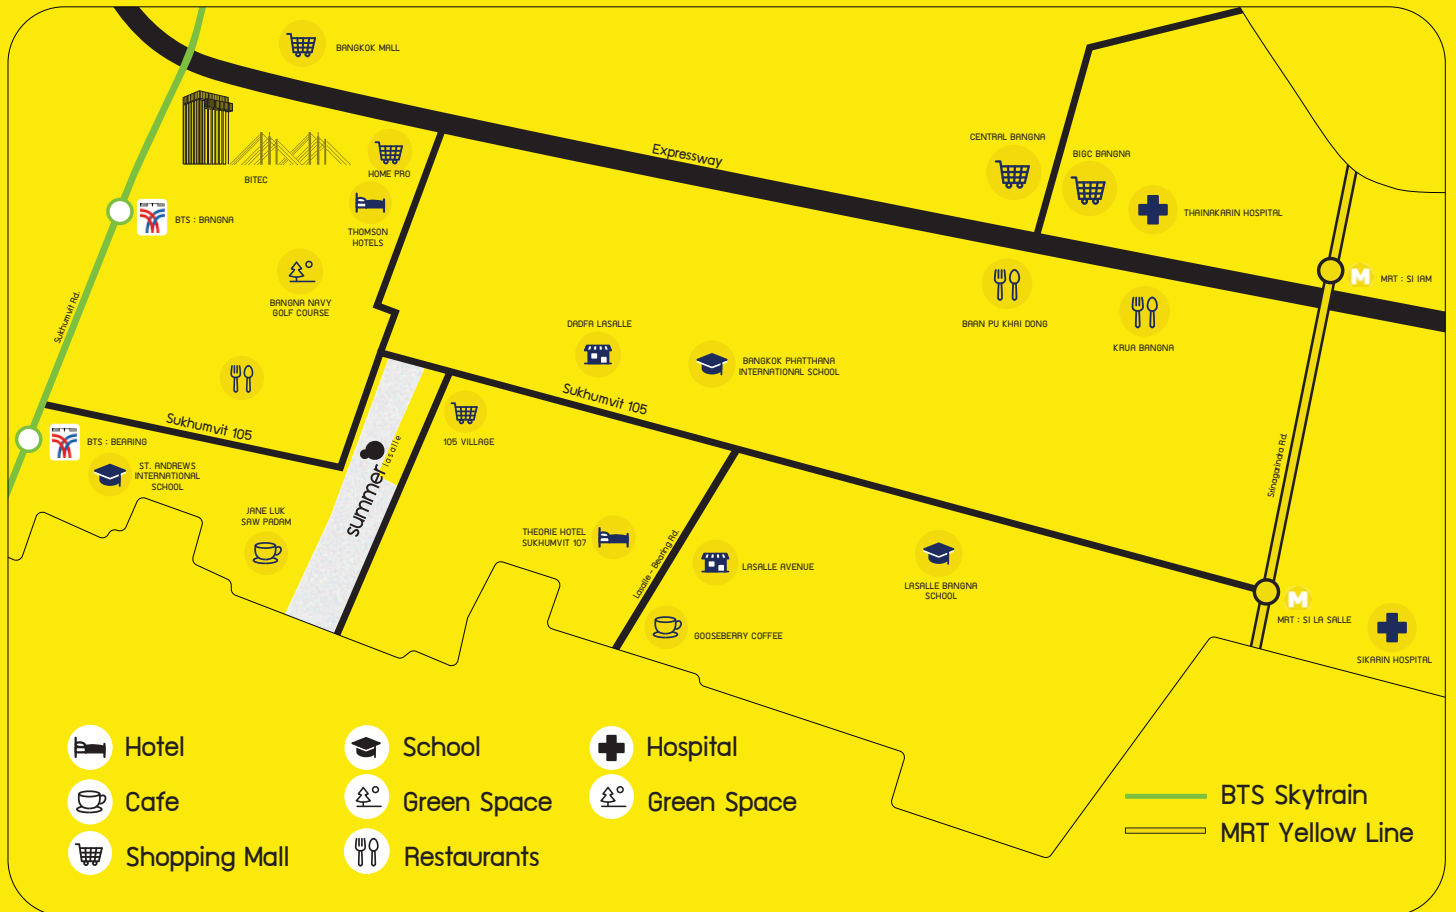 BANGKOK MALL
Expressway
CENTRAL BANGNA
BIGC BANGNA
HOME PRO
BITEC
BTS
BTS : BANGNA
THOMSON
HOTELS
THAINAKARIN HOSPITAL
M
MRT : SI IAM
BANGNA NAVY
GOLF COURSE
Sukhumvit Rd.
DADFA LASALLE
BAAN PU KHAI DONG
KRUA BANGNA
BANGKOK PHATTHANA
INTERNATIONAL SCHOOL
Sukhumvit 105
Sukhumvit 105
105 VILLAGE
BTS
BTS : BEARING
ST. ANDREWS
INTERNATIONAL
SCHOOL
summer
lasalle
Srinagarindra Rd.
JANE LUK
SAW PADAM
THEORIE HOTEL
SUKHUMVIT 107
Lasalle - Bearing Rd.
LASALLE AVENUE
LASALLE BANGNA
SCHOOL
M
MRT : SI LA SALLE
GOOSEBERRY COFFEE
SIKARIN HOSPITAL
Hotel
School
Hospital
Cafe
Green Space
Green Space
Shopping Mall
Restaurants
BTS Skytrain
MRT Yellow Line